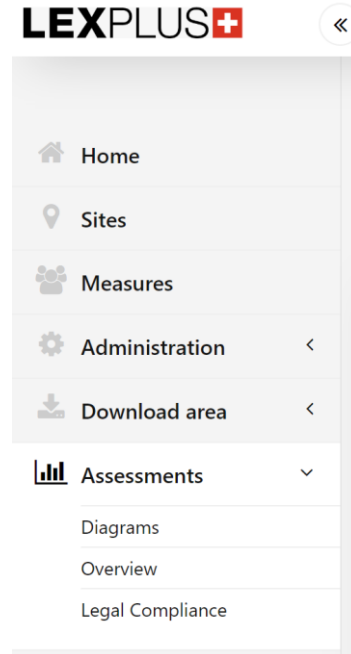 LEXPLUS
Home
Sites
Measures
Administration
Download area
Assessments
Diagrams
Overview
Legal Compliance